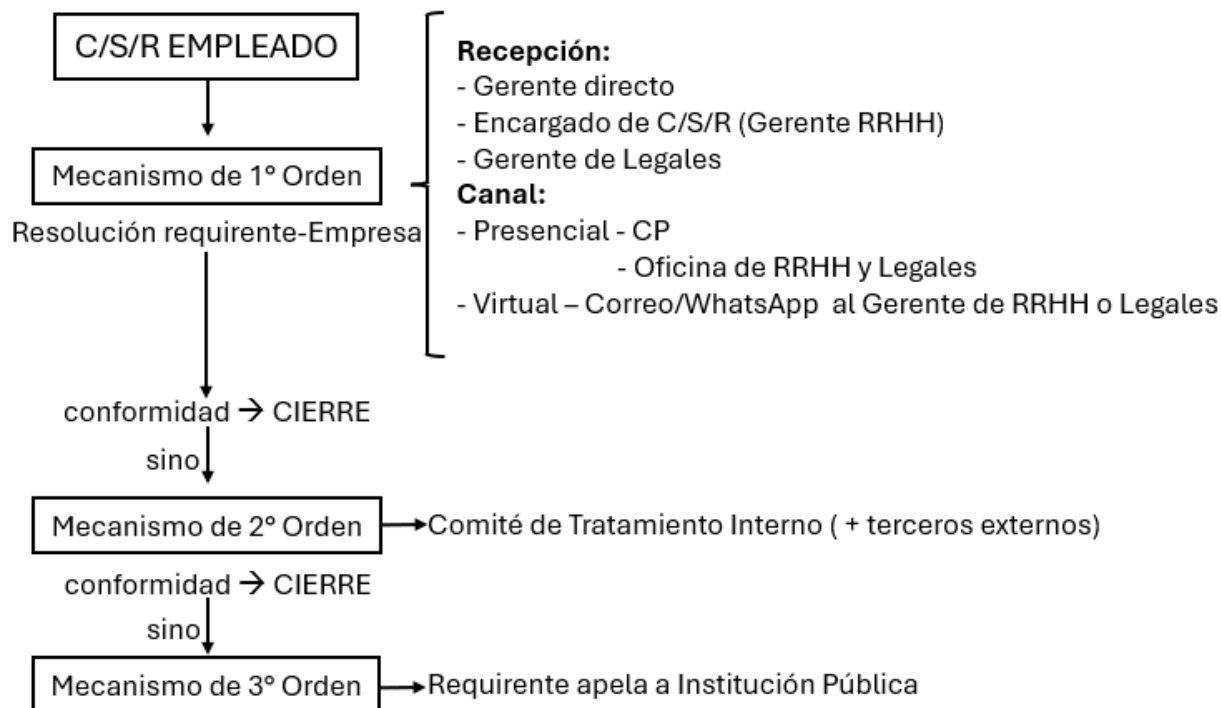 C/S/R EMPLEADO
Mecanismo de 1° Orden
Resolución requirente-Empresa
Recepción:
- Gerente directo
- Encargado de C/S/R (Gerente RRHH)
- Gerente de Legales
Canal:
- Presencial - CP
- Oficina de RRHH y Legales
- Virtual – Correo/WhatsApp al Gerente de RRHH o Legales
conformidad → CIERRE
sino
Mecanismo de 2° Orden
Comité de Tratamiento Interno ( + terceros externos)
conformidad → CIERRE
sino
Mecanismo de 3° Orden
Requirente apela a Institución Pública